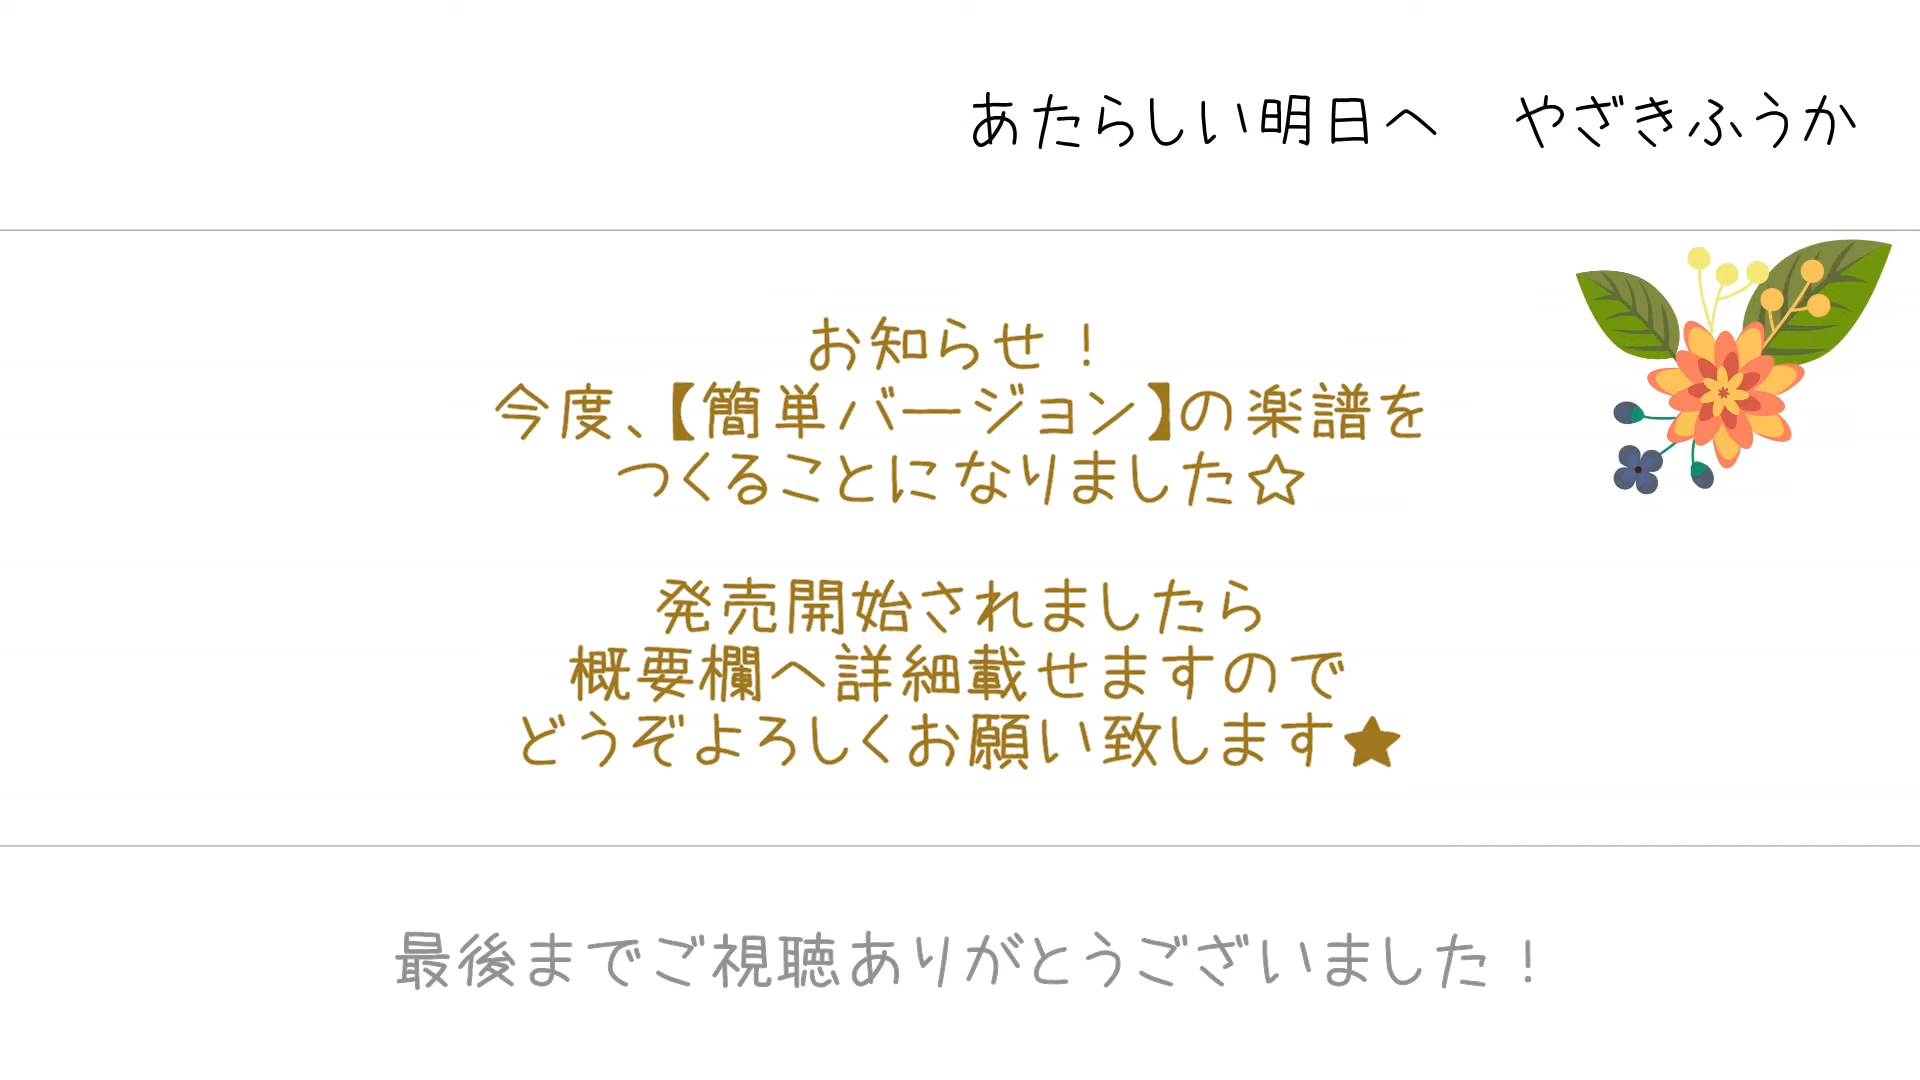 あたらしい明日へ　やざきふうか
お知らせ！
今度、【簡単バージョン】の楽譜を
つくることになりました☆
発売開始されましたら
概要欄へ詳細載せますので
どうぞよろしくお願い致します★
最後までご視聴ありがとうございました！